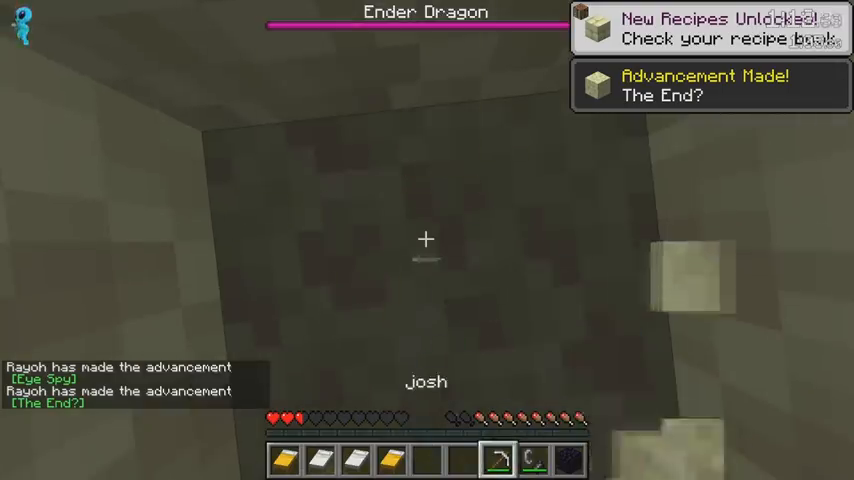 Ender Dragon
New Recipes Unlocked!
Check your recipe book
Advancement Made!
The End?
Rayoh has made the advancement
[Eye Spy]
Rayoh has made the advancement
[The End?]
josh